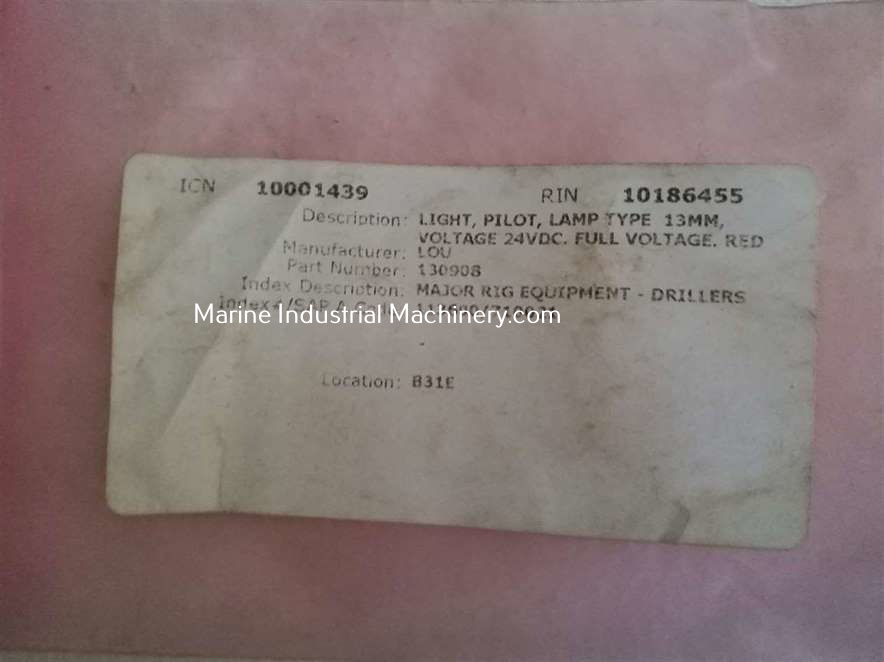 ICN 10001439 RIN 10186455
Description: LIGHT, PILOT, LAMP TYPE 13MM,
VOLTAGE 24VDC. FULL VOLTAGE. RED
Manufacturer: LOU
Part Number: 130908
Index Description: MAJOR RIG EQUIPMENT - DRILLERS
Marine Industrial Machinery.com
Location: B31E